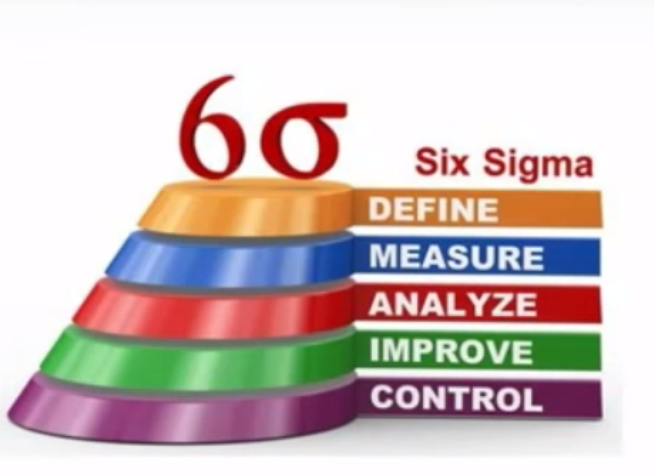 6σ
Six Sigma
DEFINE
MEASURE
ANALYZE
IMPROVE
CONTROL